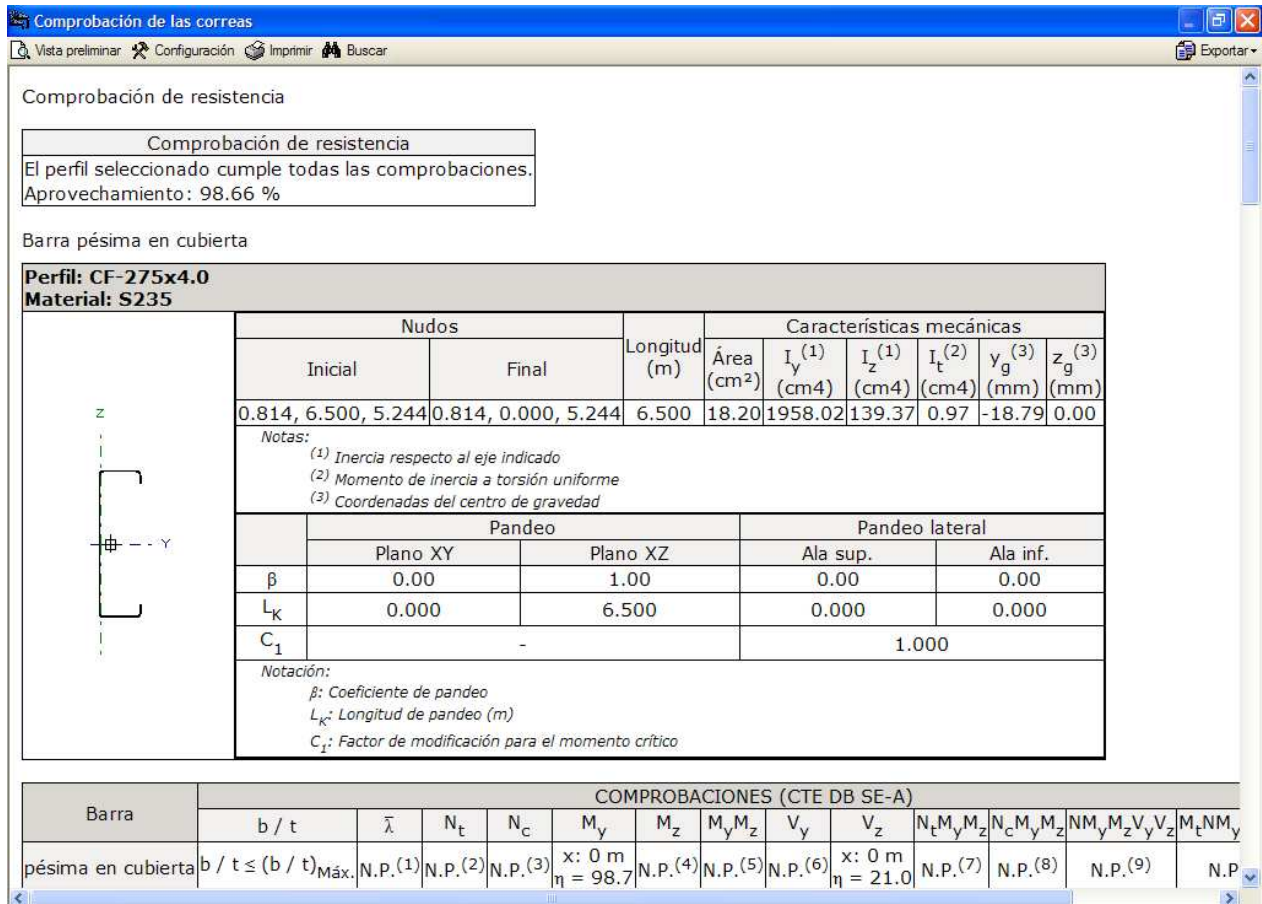 Comprobación de las correas
Vista preliminar Configuración Imprimir Buscar Exportar
Comprobación de resistencia
Comprobación de resistencia
El perfil seleccionado cumple todas las comprobaciones.
Aprovechamiento: 98.66 %
Barra pésima en cubierta
Perfil: CF-275x4.0
Material: S235
Nudos Longitud (m) Características mecánicas
Inicial Final Área (cm²) Iy(1) (cm4) Iz(1) (cm4) It(2) (cm4) yg(3) (mm) zg(3) (mm)
0.814, 6.500, 5.244 0.814, 0.000, 5.244 6.500 18.20 1958.02 139.37 0.97 -18.79 0.00
Notas:
(1) Inercia respecto al eje indicado
(2) Momento de inercia a torsión uniforme
(3) Coordenadas del centro de gravedad
Z
Y
Pandeo Pandeo lateral
Plano XY Plano XZ Ala sup. Ala inf.
β 0.00 1.00 0.00 0.00
LK 0.000 6.500 0.000 0.000
C1 - 1.000
Notación:
β: Coeficiente de pandeo
LK: Longitud de pandeo (m)
C1: Factor de modificación para el momento crítico
Barra COMPROBACIONES (CTE DB SE-A)
b / t λ̄ Nt Nc My Mz MyMz Vy Vz NtMyMz NcMyMz NMyMzVyVz MtNMy
pésima en cubierta b / t ≤ (b / t)Máx. N.P.(1) N.P.(2) N.P.(3) x: 0 m η = 98.7 N.P.(4) N.P.(5) N.P.(6) x: 0 m η = 21.0 N.P.(7) N.P.(8) N.P.(9) N.P